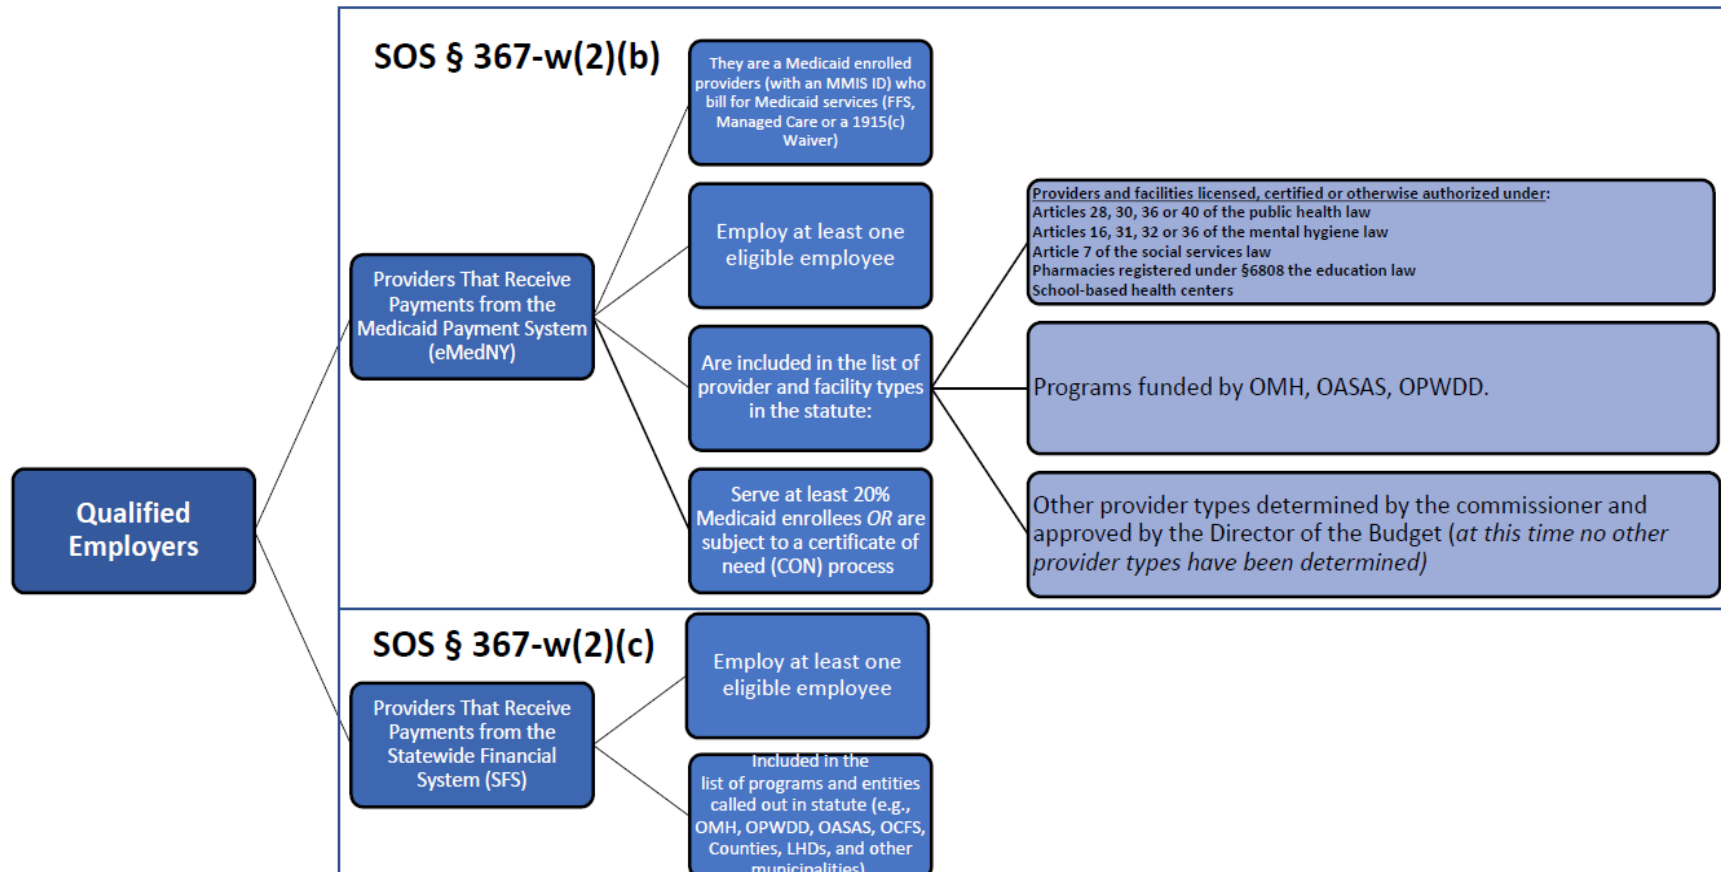 SOS § 367-w(2)(b)
They are a Medicaid enrolled
providers (with an MMIS ID) who
bill for Medicaid services (FFS,
Managed Care or a 1915(c)
Waiver)
Employ at least one
eligible employee
Providers That Receive
Payments from the
Medicaid Payment System
(eMedNY)
Are included in the list of
provider and facility types
in the statute:
Serve at least 20%
Medicaid enrollees OR are
subject to a certificate of
need (CON) process
Providers and facilities licensed, certified or otherwise authorized under:
Articles 28, 30, 36 or 40 of the public health law
Articles 16, 31, 32 or 36 of the mental hygiene law
Article 7 of the social services law
Pharmacies registered under §6808 the education law
School-based health centers
Programs funded by OMH, OASAS, OPWDD.
Other provider types determined by the commissioner and
approved by the Director of the Budget (at this time no other
provider types have been determined)
Qualified
Employers
SOS § 367-w(2)(c)
Employ at least one
eligible employee
Providers That Receive
Payments from the
Statewide Financial
System (SFS)
Included in the
list of programs and entities
called out in statute (e.g.,
OMH, OPWDD, OASAS, OCFS,
Counties, LHDs, and other
municipalities)